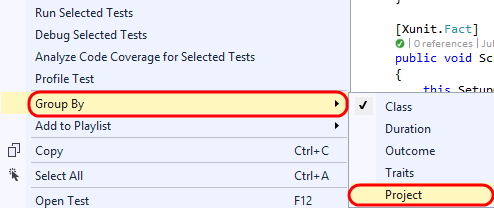 Run Selected Tests
Debug Selected Tests
Analyze Code Coverage for Selected Tests
Profile Test
Group By
Add to Playlist
Copy Ctrl+C
Select All Ctrl+A
Open Test F12
[Xunit.Fact]
0 references | Jul
public void Sc
{
this.Setup
Class
Duration
Outcome
Traits
Project